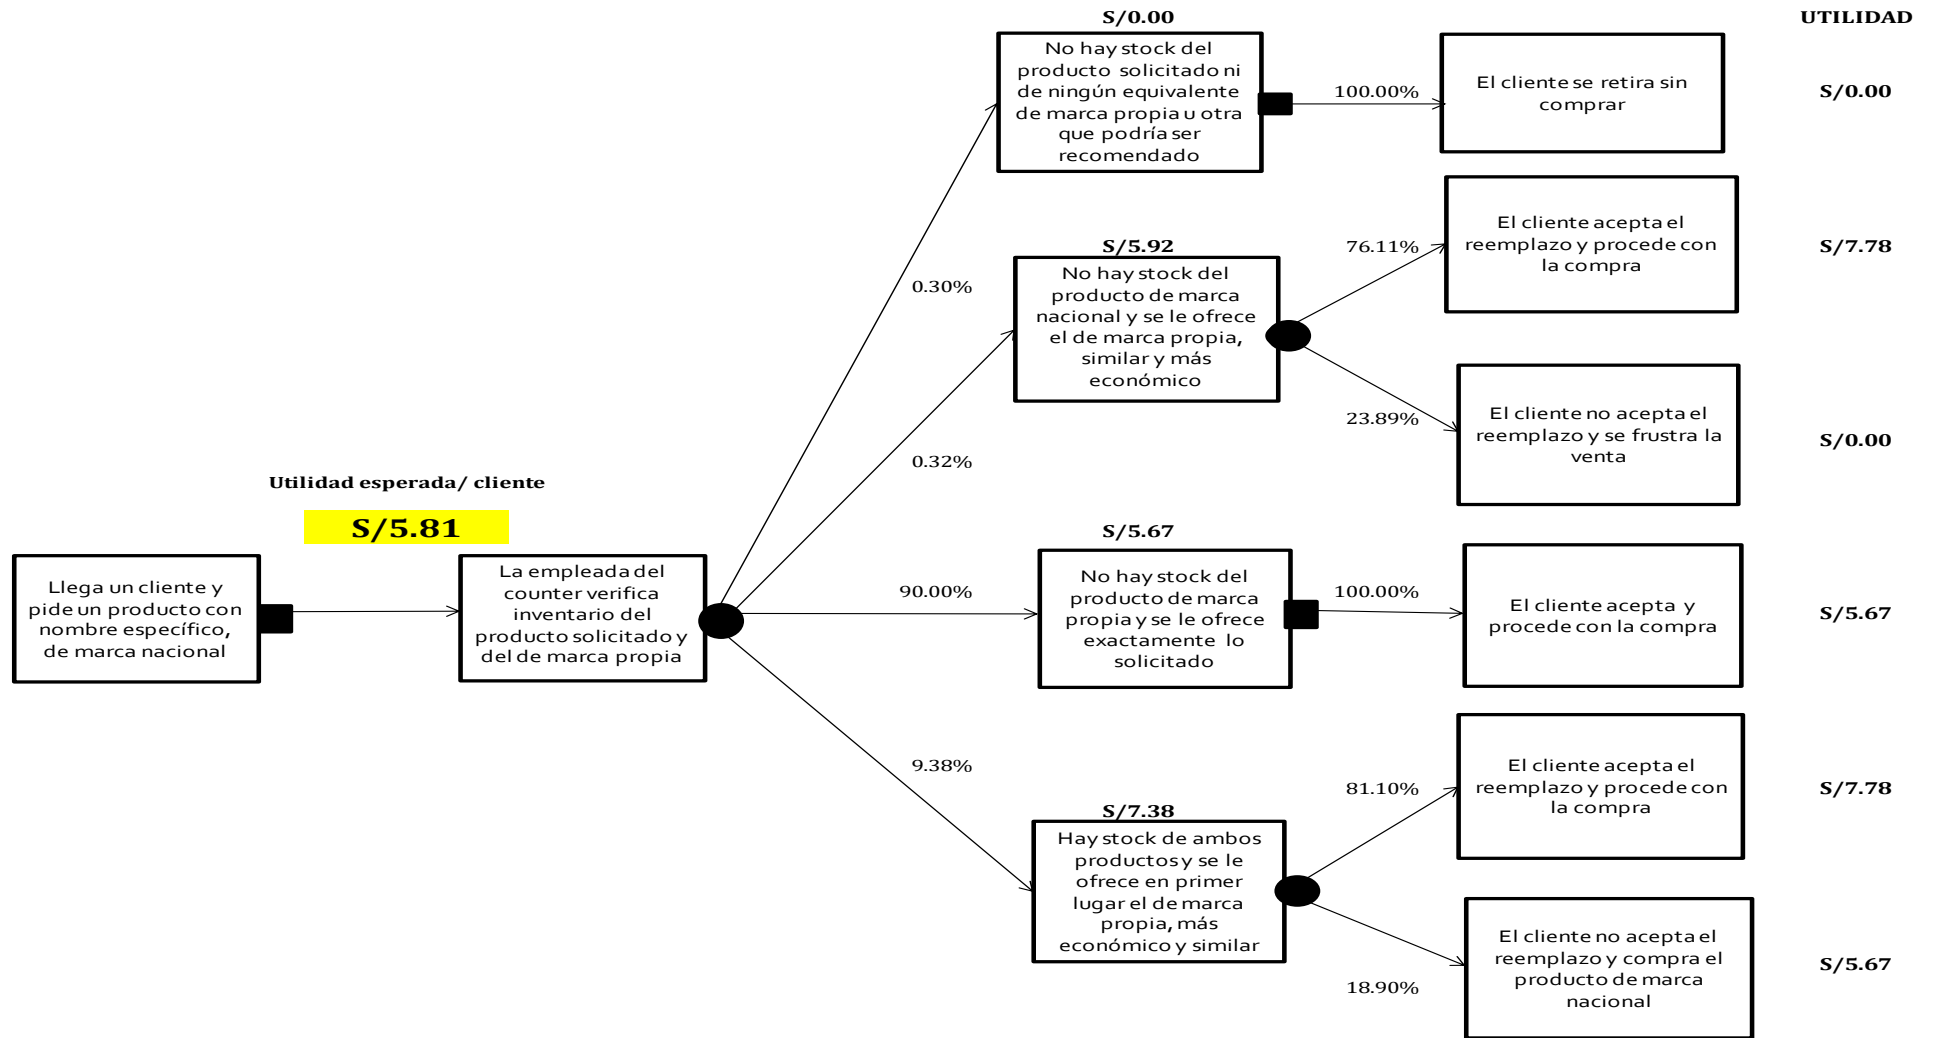 S/0.00
UTILIDAD
No hay stock del
producto solicitado ni
de ningún equivalente
de marca propia u otra
que podría ser
recomendado
100.00%
El cliente se retira sin
comprar
S/0.00
S/5.92
No hay stock del
producto de marca
nacional y se le ofrece
el de marca propia,
similar y más
económico
0.30%
0.32%
76.11%
El cliente acepta el
reemplazo y procede con
la compra
S/7.78
23.89%
El cliente no acepta el
reemplazo y se frustra la
venta
S/0.00
Utilidad esperada/ cliente
S/5.81
Llega un cliente y
pide un producto con
nombre específico,
de marca nacional
La empleada del
counter verifica
inventario del
producto solicitado y
del de marca propia
90.00%
S/5.67
No hay stock del
producto de marca
propia y se le ofrece
exactamente lo
solicitado
100.00%
El cliente acepta y
procede con la compra
S/5.67
9.38%
S/7.38
Hay stock de ambos
productos y se le
ofrece en primer
lugar el de marca
propia, más
económico y similar
81.10%
El cliente acepta el
reemplazo y procede con
la compra
S/7.78
18.90%
El cliente no acepta el
reemplazo y compra el
producto de marca
nacional
S/5.67